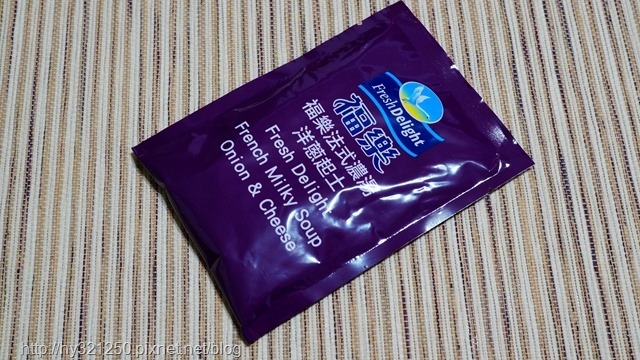 FreshDelight
福樂
福樂法式濃湯
洋蔥起士
Fresh Delight
French Milky Soup
Onion & Cheese
http://hy321250.pixnet.net/blog